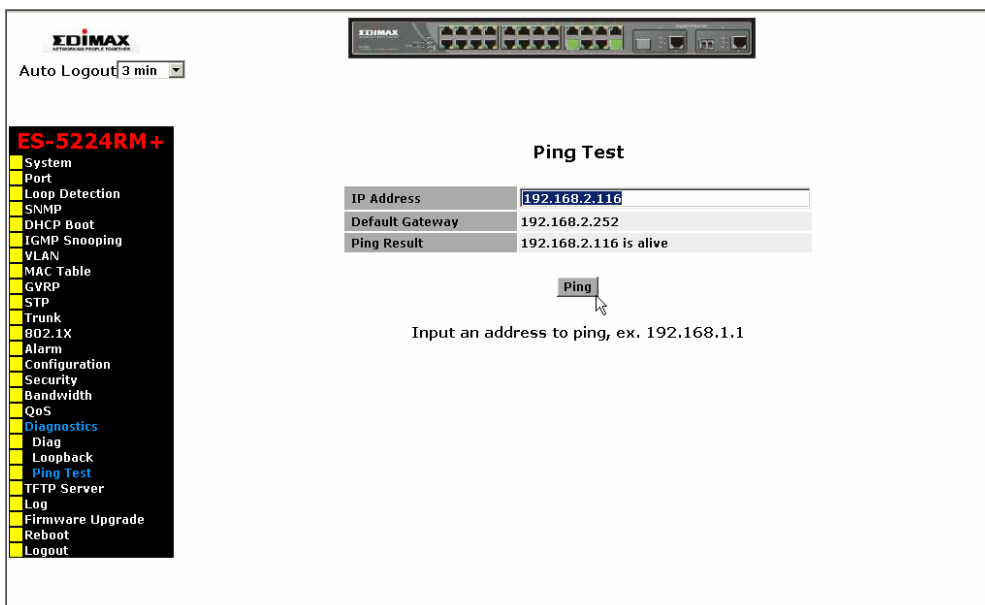 EDIMAX
NETWORKING PEOPLE TOGETHER
EDIMAX
Auto Logout 3 min
ES-5224RM+
System
Port
Loop Detection
SNMP
DHCP Boot
IGMP Snooping
VLAN
MAC Table
GVRP
STP
Trunk
802.1X
Alarm
Configuration
Security
Bandwidth
QoS
Diagnostics
Diag
Loopback
Ping Test
TFTP Server
Log
Firmware Upgrade
Reboot
Logout
Ping Test
IP Address 192.168.2.116
Default Gateway 192.168.2.252
Ping Result 192.168.2.116 is alive
Ping
Input an address to ping, ex. 192.168.1.1